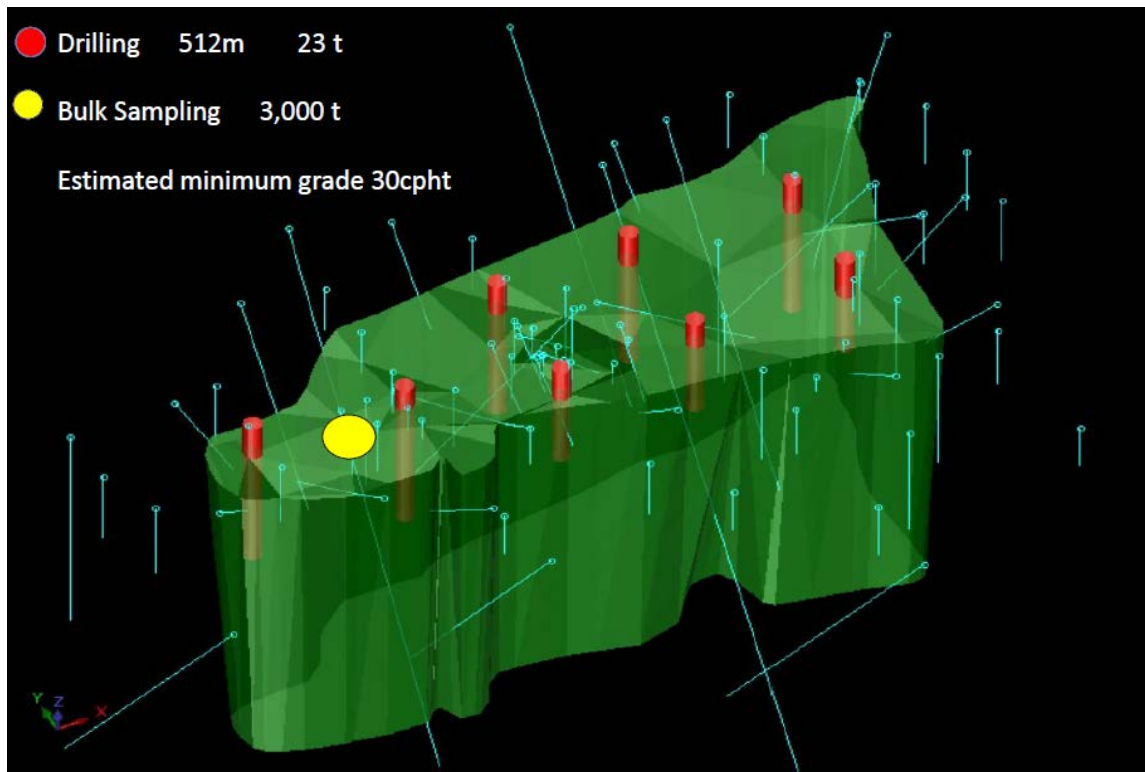 Drilling 512m 23 t
Bulk Sampling 3,000 t
Estimated minimum grade 30cpht
Y Z X